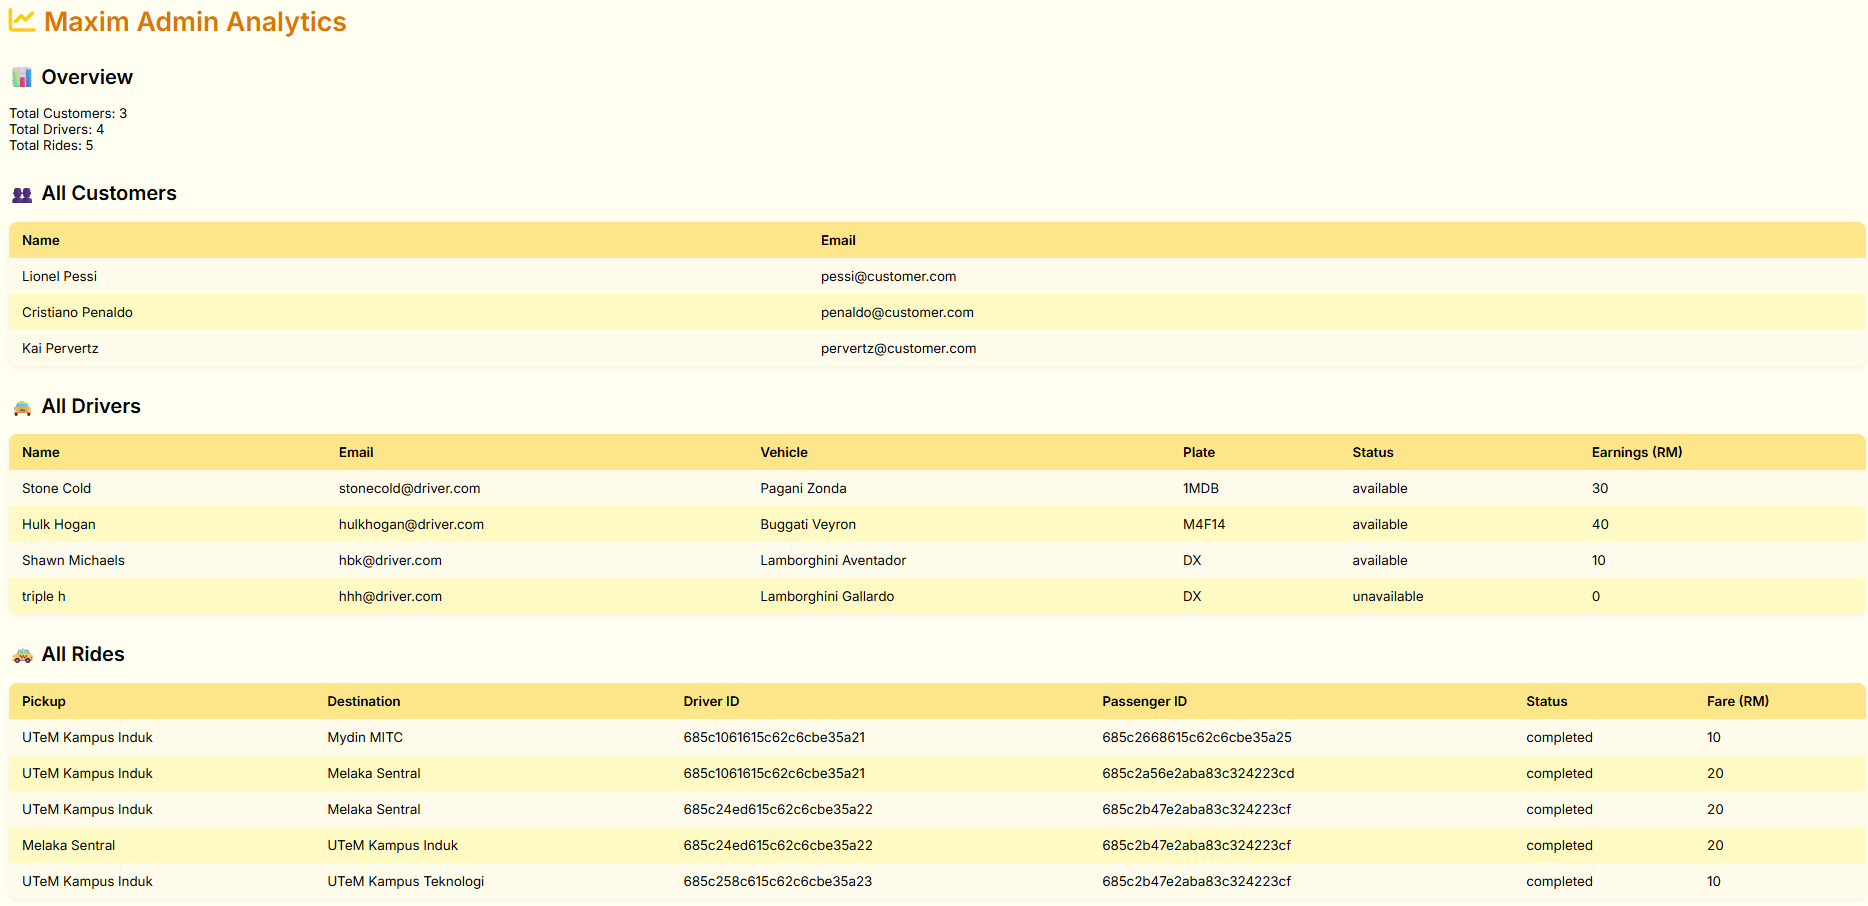 Maxim Admin Analytics
Overview
Total Customers: 3
Total Drivers: 4
Total Rides: 5
All Customers
Name Email
Lionel Pessi pessi@customer.com
Cristiano Penaldo penaldo@customer.com
Kai Pervertz pervertz@customer.com
All Drivers
Name Email Vehicle Plate Status Earnings (RM)
Stone Cold stonecold@driver.com Pagani Zonda 1MDB available 30
Hulk Hogan hulkhogan@driver.com Buggati Veyron M4F14 available 40
Shawn Michaels hbk@driver.com Lamborghini Aventador DX available 10
triple h hhh@driver.com Lamborghini Gallardo DX unavailable 0
All Rides
Pickup Destination Driver ID Passenger ID Status Fare (RM)
UTeM Kampus Induk Mydin MITC 685c1061615c62c6cbe35a21 685c2668615c62c6cbe35a25 completed 10
UTeM Kampus Induk Melaka Sentral 685c1061615c62c6cbe35a21 685c2a56e2aba83c324223cd completed 20
UTeM Kampus Induk Melaka Sentral 685c24ed615c62c6cbe35a22 685c2b47e2aba83c324223cf completed 20
Melaka Sentral UTeM Kampus Induk 685c24ed615c62c6cbe35a22 685c2b47e2aba83c324223cf completed 20
UTeM Kampus Induk UTeM Kampus Teknologi 685c258c615c62c6cbe35a23 685c2b47e2aba83c324223cf completed 10